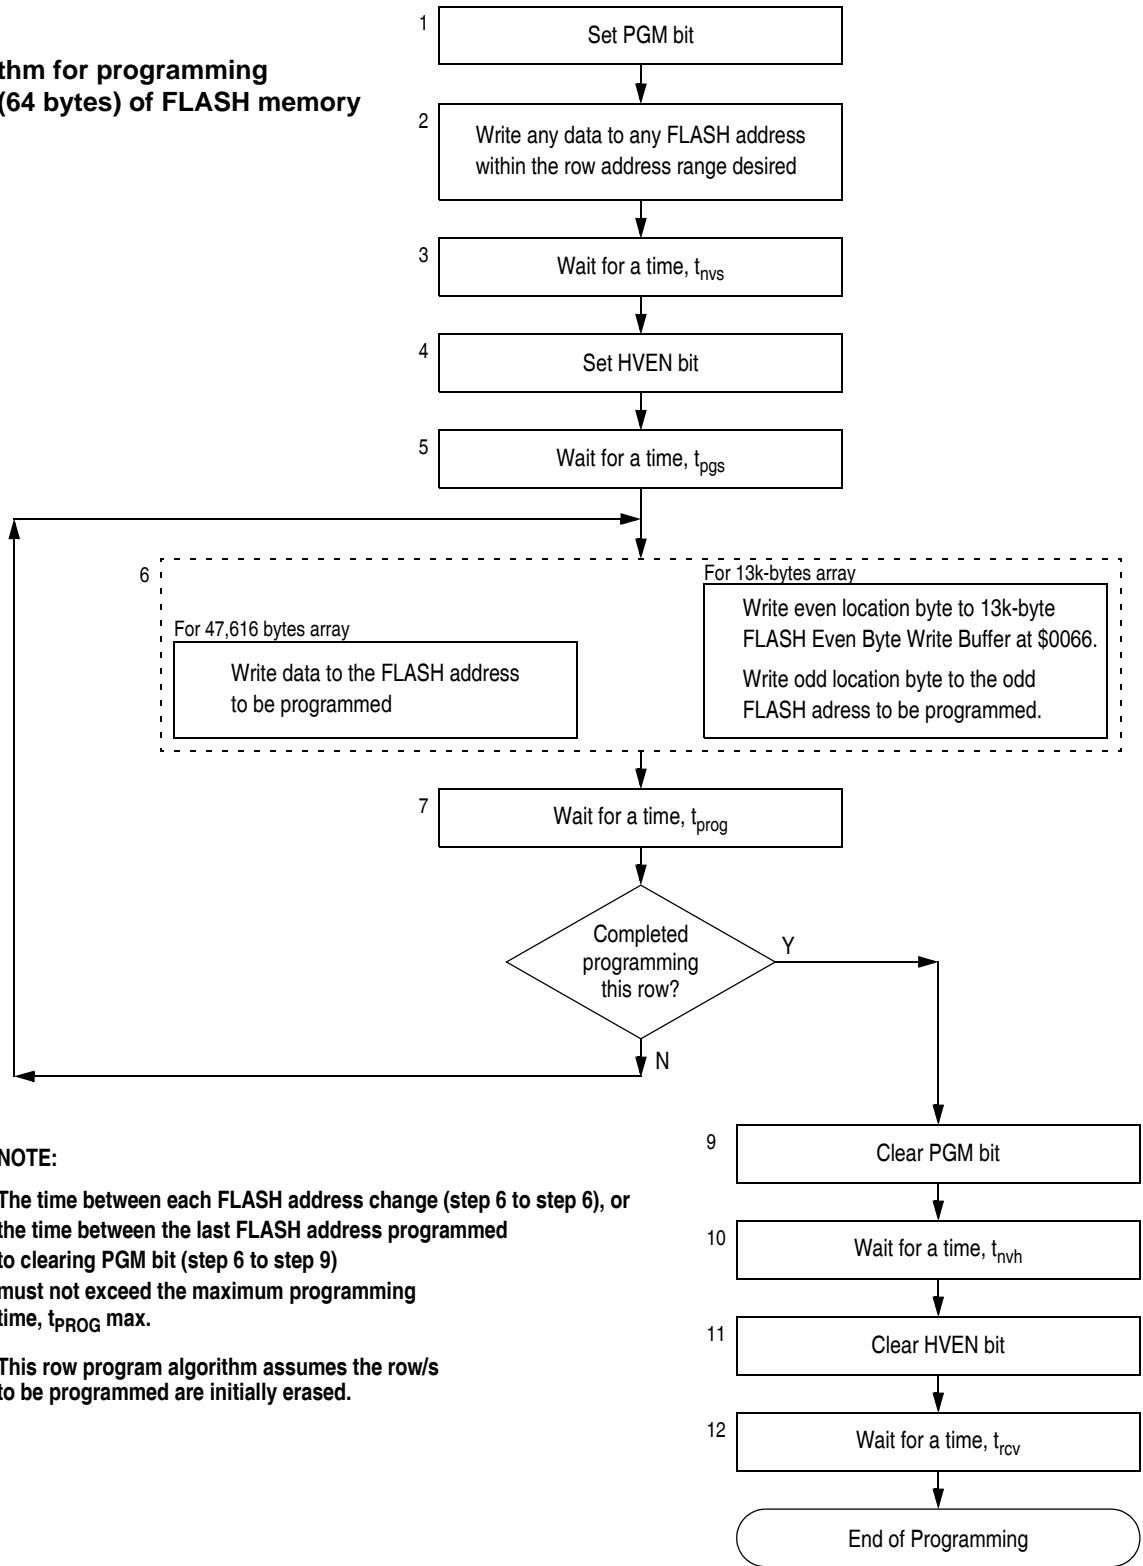 1
Set PGM bit
thm for programming
(64 bytes) of FLASH memory
2
Write any data to any FLASH address
within the row address range desired
3
Wait for a time, tnvs
4
Set HVEN bit
5
Wait for a time, tpgs
6
For 13k-bytes array
Write even location byte to 13k-byte
FLASH Even Byte Write Buffer at $0066.
Write odd location byte to the odd
FLASH adress to be programmed.
For 47,616 bytes array
Write data to the FLASH address
to be programmed
7
Wait for a time, tprog
Completed
programming
this row?
Y
N
9
Clear PGM bit
10
Wait for a time, tnvh
11
Clear HVEN bit
12
Wait for a time, trcv
End of Programming
NOTE:
The time between each FLASH address change (step 6 to step 6), or
the time between the last FLASH address programmed
to clearing PGM bit (step 6 to step 9)
must not exceed the maximum programming
time, tPROG max.
This row program algorithm assumes the row/s
to be programmed are initially erased.